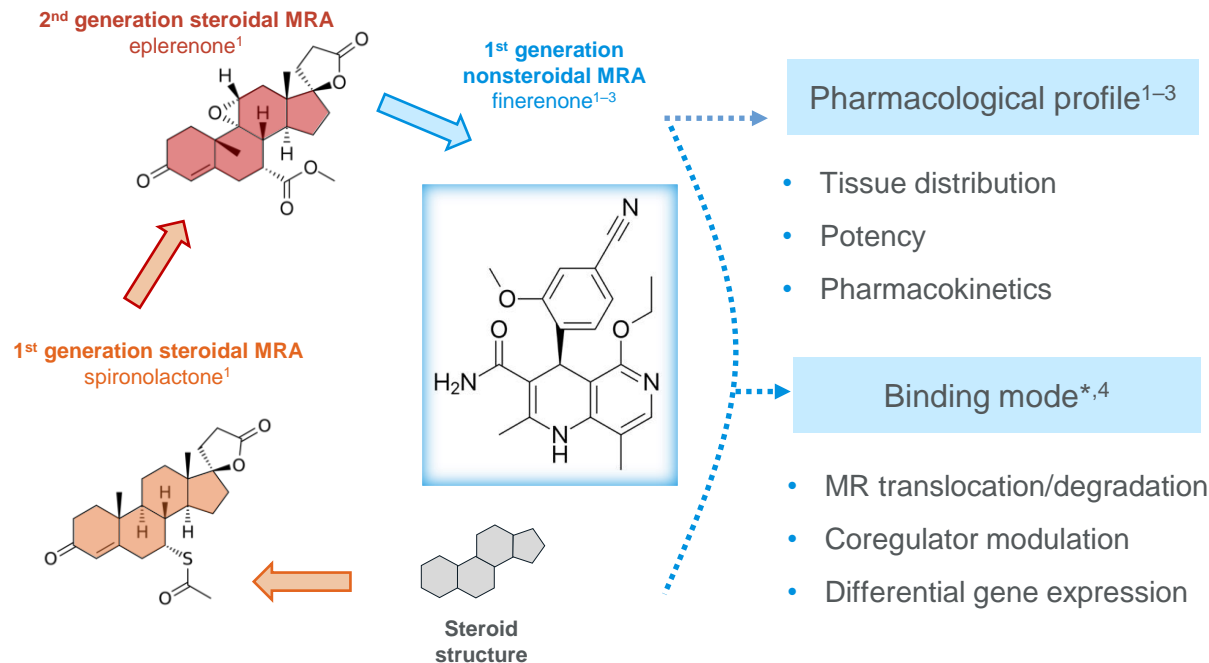 2nd generation steroidal MRA
eplerenone1
1st generation
nonsteroidal MRA
finerenone1–3
1st generation steroidal MRA
spironolactone1
O
O
H
O
H
H
O
O
O
O
O
H
H
H
O
S
O
N
O
O
O
H2N
N
N
H
Steroid
structure
Pharmacological profile1–3
• Tissue distribution
• Potency
• Pharmacokinetics
Binding mode*,4
• MR translocation/degradation
• Coregulator modulation
• Differential gene expression